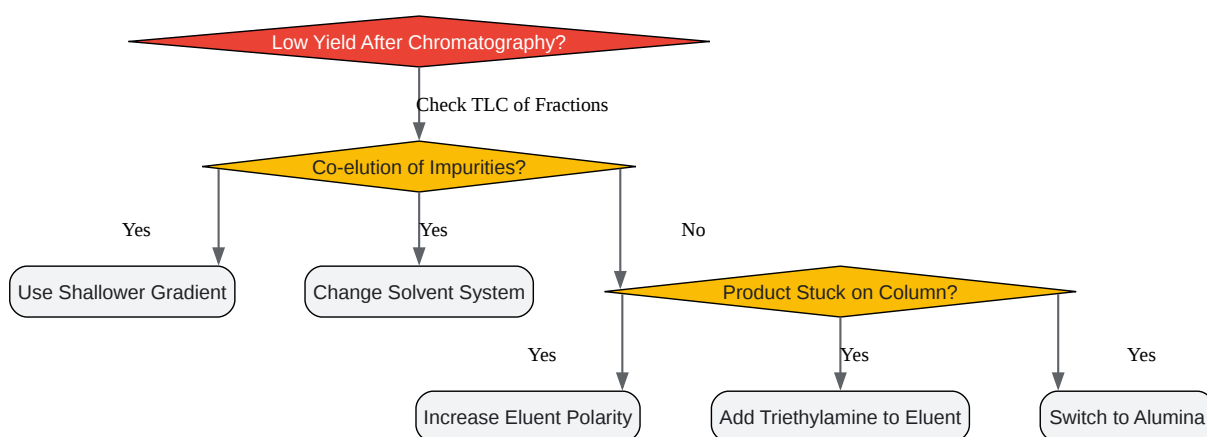 Low Yield After Chromatography?
Check TLC of Fractions
Co-elution of Impurities?
Yes
Yes
No
Use Shallower Gradient
Change Solvent System
Product Stuck on Column?
Yes
Yes
Yes
Increase Eluent Polarity
Add Triethylamine to Eluent
Switch to Alumina